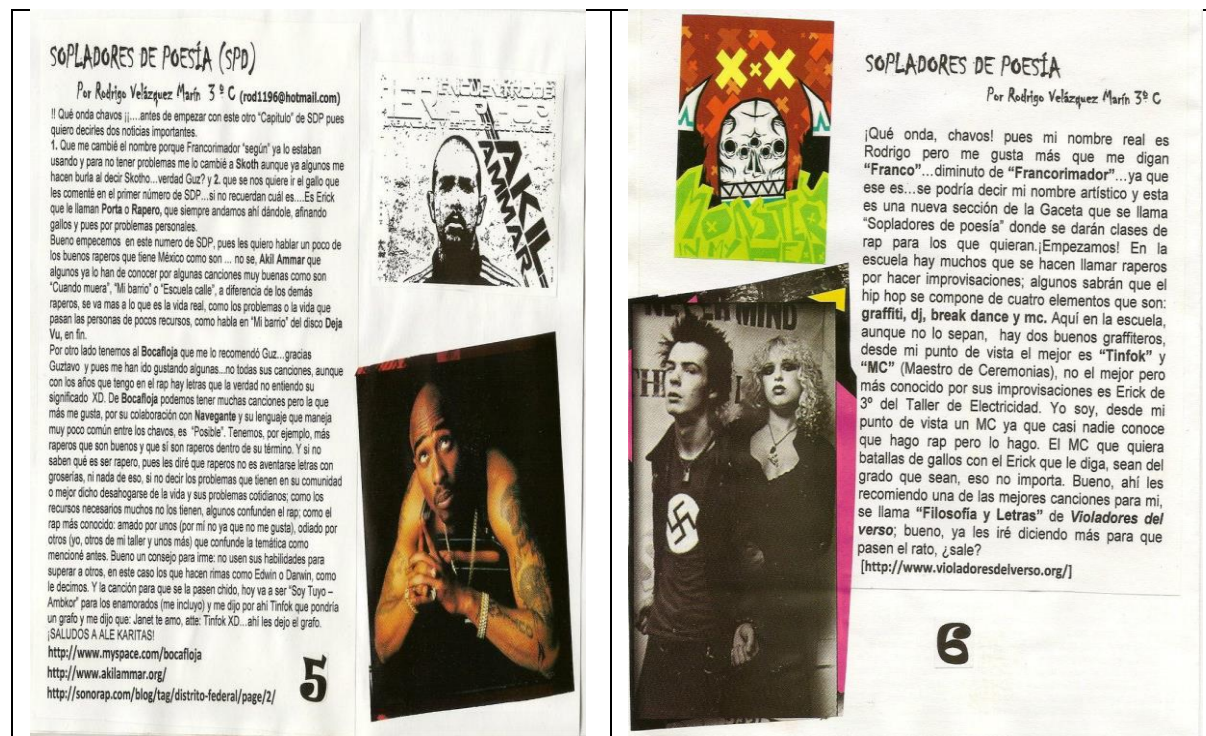 SOPLADORES DE POESÍA (SPD)
Por Rodrigo Velázquez Marín 3º C (rod1196@hotmail.com)
!! Qué onda chavos ¡¡....antes de empezar con este otro "Capitulo" de SDP pues
quiero decirles dos noticias importantes.
1. Que me cambié el nombre porque Francorimador "según" ya lo estaban
usando y para no tener problemas me lo cambié a Skoth aunque ya algunos me
hacen burla al decir Skotho...verdad Guz? y 2. que se nos quiere ir el gallo que
les comenté en el primer número de SDP...si no recuerdan cuál es....Es Erick
que le llaman Porta o Rapero, que siempre andamos ahí dándole, afinando
gallos y pues por problemas personales.
Bueno empecemos en este numero de SDP, pues les quiero hablar un poco de
los buenos raperos que tiene México como son ... no se, Akil Ammar que
algunos ya lo han de conocer por algunas canciones muy buenas como son
"Cuando muera", "Mi barrio" o "Escuela calle", a diferencia de los demás
raperos, se va mas a lo que es la vida real, como los problemas o la vida que
pasan las personas de pocos recursos, como habla en "Mi barrio" del disco Deja
Vu, en fin.
Por otro lado tenemos al Bocafloja que me lo recomendó Guz...gracias
Guztavo y pues me han ido gustando algunas...no todas sus canciones, aunque
con los años que tengo en el rap hay letras que la verdad no entiendo su
significado XD. De Bocafloja podemos tener muchas canciones pero la que
más me gusta, por su colaboración con Navegante y su lenguaje que maneja
muy poco común entre los chavos, es "Posible". Tenemos, por ejemplo, más
raperos que son buenos y que sí son raperos dentro de su término. Y si no
saben qué es ser rapero, pues les diré que raperos no es aventarse letras con
groserías, ni nada de eso, si no decir los problemas que tienen en su comunidad
o mejor dicho desahogarse de la vida y sus problemas cotidianos; como los
recursos necesarios muchos no los tienen, algunos confunden el rap; como el
rap más conocido: amado por unos (por mí no ya que no me gusta), odiado por
otros (yo, otros de mi taller y unos más) que confunde la temática como
mencioné antes. Bueno un consejo para irme: no usen sus habilidades para
superar a otros, en este caso los que hacen rimas como Edwin o Darwin, como
le decimos. Y la canción para que se la pasen chido, hoy va a ser "Soy Tuyo –
Ambkor" para los enamorados (me incluyo) y me dijo por ahi Tinfok que pondría
un grafo y me dijo que: Janet te amo, atte: Tinfok XD...ahí les dejo el grafo.
¡SALUDOS A ALE KARITAS!
http://www.myspace.com/bocafloja
http://www.akilammar.org/
http://sonorap.com/blog/tag/distrito-federal/page/2/
5
AKIL
AMMAR
MONSTER
IN MY HEAD
NEVER MIND
SOPLADORES DE POESÍA
Por Rodrigo Velázquez Marín 3º C
¡Qué onda, chavos! pues mi nombre real es
Rodrigo pero me gusta más que me digan
"Franco"...diminuto de "Francorimador"...ya que
ese es...se podría decir mi nombre artístico y esta
es una nueva sección de la Gaceta que se llama
"Sopladores de poesía" donde se darán clases de
rap para los que quieran.¡Empezamos! En la
escuela hay muchos que se hacen llamar raperos
por hacer improvisaciones; algunos sabrán que el
hip hop se compone de cuatro elementos que son:
graffiti, dj, break dance y mc. Aquí en la escuela,
aunque no lo sepan, hay dos buenos graffiteros,
desde mi punto de vista el mejor es "Tinfok" y
"MC" (Maestro de Ceremonias), no el mejor pero
más conocido por sus improvisaciones es Erick de
3º del Taller de Electricidad. Yo soy, desde mi
punto de vista un MC ya que casi nadie conoce
que hago rap pero lo hago. El MC que quiera
batallas de gallos con el Erick que le diga, sean del
grado que sean, eso no importa. Bueno, ahí les
recomiendo una de las mejores canciones para mi,
se llama "Filosofía y Letras" de Violadores del
verso; bueno, ya les iré diciendo más para que
pasen el rato, ¿sale?
[http://www.violadoresdelverso.org/]
6